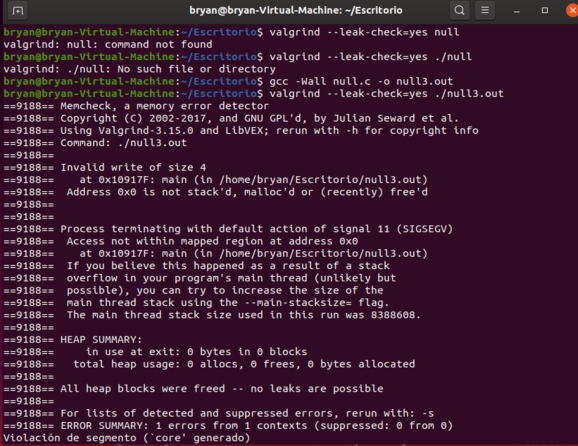 bryan@bryan-Virtual-Machine: ~/Escritorio
bryan@bryan-Virtual-Machine:~/Escritorio$ valgrind --leak-check=yes null
valgrind: null: command not found
bryan@bryan-Virtual-Machine:~/Escritorio$ valgrind --leak-check=yes ./null
valgrind: ./null: No such file or directory
bryan@bryan-Virtual-Machine:~/Escritorio$ gcc -Wall null.c -o null3.out
bryan@bryan-Virtual-Machine:~/Escritorio$ valgrind --leak-check=yes ./null3.out
==9188== Memcheck, a memory error detector
==9188== Copyright (C) 2002-2017, and GNU GPL'd, by Julian Seward et al.
==9188== Using Valgrind-3.15.0 and LibVEX; rerun with -h for copyright info
==9188== Command: ./null3.out
==9188==
==9188== Invalid write of size 4
==9188==    at 0x10917F: main (in /home/bryan/Escritorio/null3.out)
==9188==  Address 0x0 is not stack'd, malloc'd or (recently) free'd
==9188==
==9188==
==9188== Process terminating with default action of signal 11 (SIGSEGV)
==9188==  Access not within mapped region at address 0x0
==9188==    at 0x10917F: main (in /home/bryan/Escritorio/null3.out)
==9188==  If you believe this happened as a result of a stack
==9188==  overflow in your program's main thread (unlikely but
==9188==  possible), you can try to increase the size of the
==9188==  main thread stack using the --main-stacksize= flag.
==9188==  The main thread stack size used in this run was 8388608.
==9188==
==9188== HEAP SUMMARY:
==9188==     in use at exit: 0 bytes in 0 blocks
==9188==   total heap usage: 0 allocs, 0 frees, 0 bytes allocated
==9188==
==9188== All heap blocks were freed -- no leaks are possible
==9188==
==9188== For lists of detected and suppressed errors, rerun with: -s
==9188== ERROR SUMMARY: 1 errors from 1 contexts (suppressed: 0 from 0)
Violación de segmento (`core' generado)